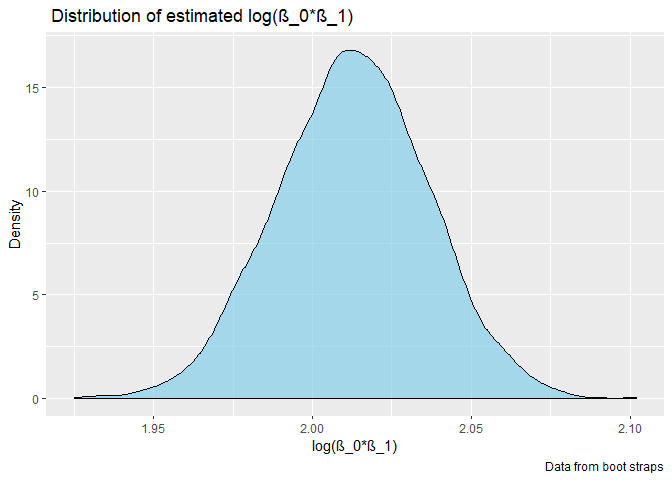 Distribution of estimated log(ß_0*ß_1)
15
10
5
0
Density
1.95
2.00
2.05
2.10
log(ß_0*ß_1)
Data from boot straps